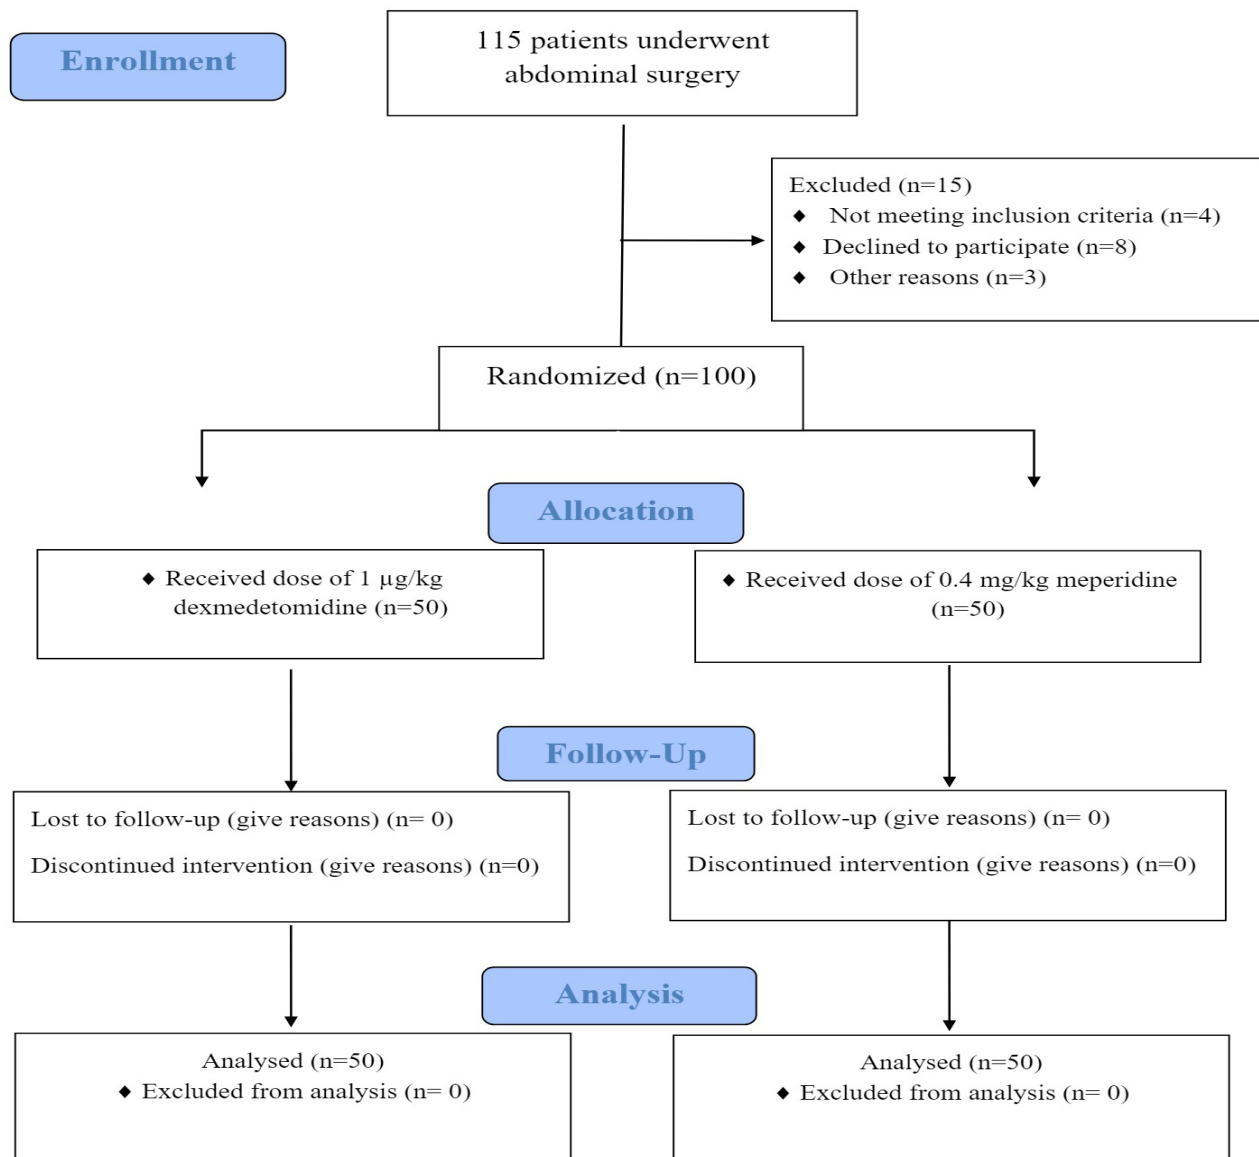 Enrollment
115 patients underwent
abdominal surgery
Excluded (n=15)
◆ Not meeting inclusion criteria (n=4)
◆ Declined to participate (n=8)
◆ Other reasons (n=3)
Randomized (n=100)
Allocation
◆ Received dose of 1 µg/kg
dexmedetomidine (n=50)
◆ Received dose of 0.4 mg/kg meperidine
(n=50)
Follow-Up
Lost to follow-up (give reasons) (n= 0)
Discontinued intervention (give reasons) (n=0)
Lost to follow-up (give reasons) (n= 0)
Discontinued intervention (give reasons) (n=0)
Analysis
Analysed (n=50)
◆ Excluded from analysis (n= 0)
Analysed (n=50)
◆ Excluded from analysis (n= 0)